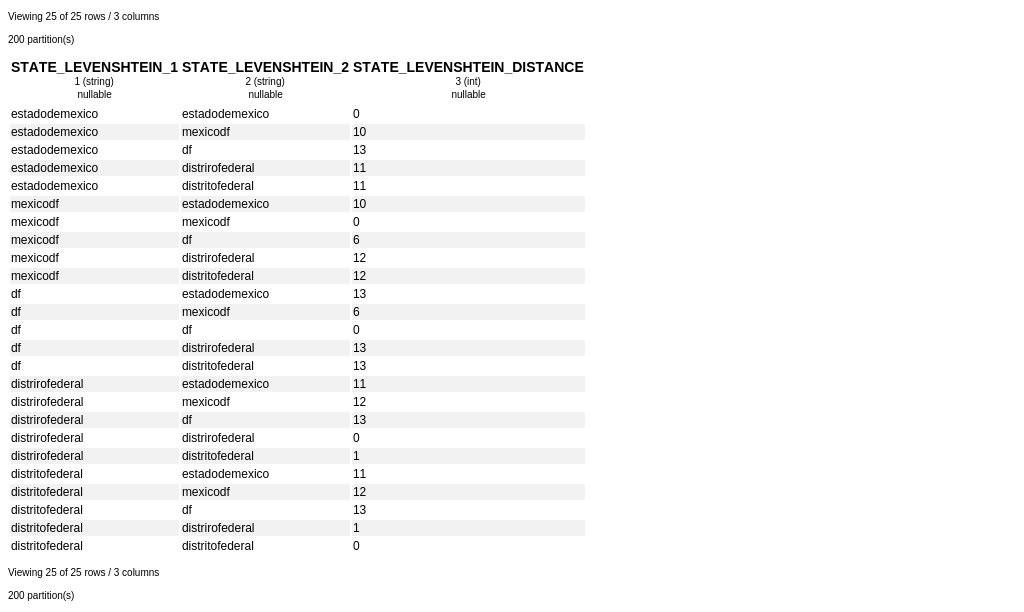 Viewing 25 of 25 rows / 3 columns
200 partition(s)
STATE_LEVENSHTEIN_1 STATE_LEVENSHTEIN_2 STATE_LEVENSHTEIN_DISTANCE
1 (string) 2 (string) 3 (int)
nullable nullable nullable
estadodemexico estadodemexico 0
estadodemexico mexicodf 10
estadodemexico df 13
estadodemexico distrirofederal 11
estadodemexico distritofederal 11
mexicodf estadodemexico 10
mexicodf mexicodf 0
mexicodf df 6
mexicodf distrirofederal 12
mexicodf distritofederal 12
df estadodemexico 13
df mexicodf 6
df df 0
df distrirofederal 13
df distritofederal 13
distrirofederal estadodemexico 11
distrirofederal mexicodf 12
distrirofederal df 13
distrirofederal distrirofederal 0
distrirofederal distritofederal 1
distritofederal estadodemexico 11
distritofederal mexicodf 12
distritofederal df 13
distritofederal distrirofederal 1
distritofederal distritofederal 0
Viewing 25 of 25 rows / 3 columns
200 partition(s)